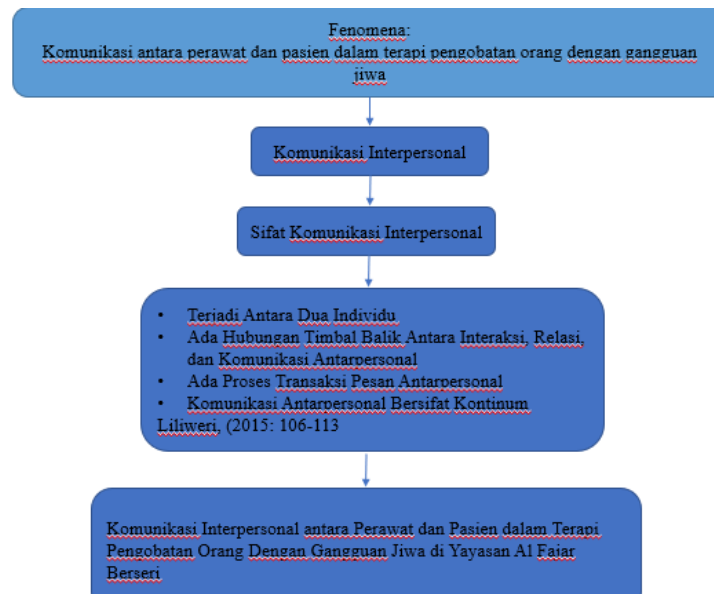 Fenomena:
Komunikasi antara perawat dan pasien dalam terapi pengobatan orang dengan gangguan
jiwa
Komunikasi Interpersonal
Sifat Komunikasi Interpersonal
• Terjadi Antara Dua Individu
• Ada Hubungan Timbal Balik Antara Interaksi, Relasi,
dan Komunikasi Antarpersonal
• Ada Proses Transaksi Pesan Antarpersonal
• Komunikasi Antarpersonal Bersifat Kontinum
Liliweri, (2015: 106-113
Komunikasi Interpersonal antara Perawat dan Pasien dalam Terapi
Pengobatan Orang Dengan Gangguan Jiwa di Yayasan Al Fajar
Berseri